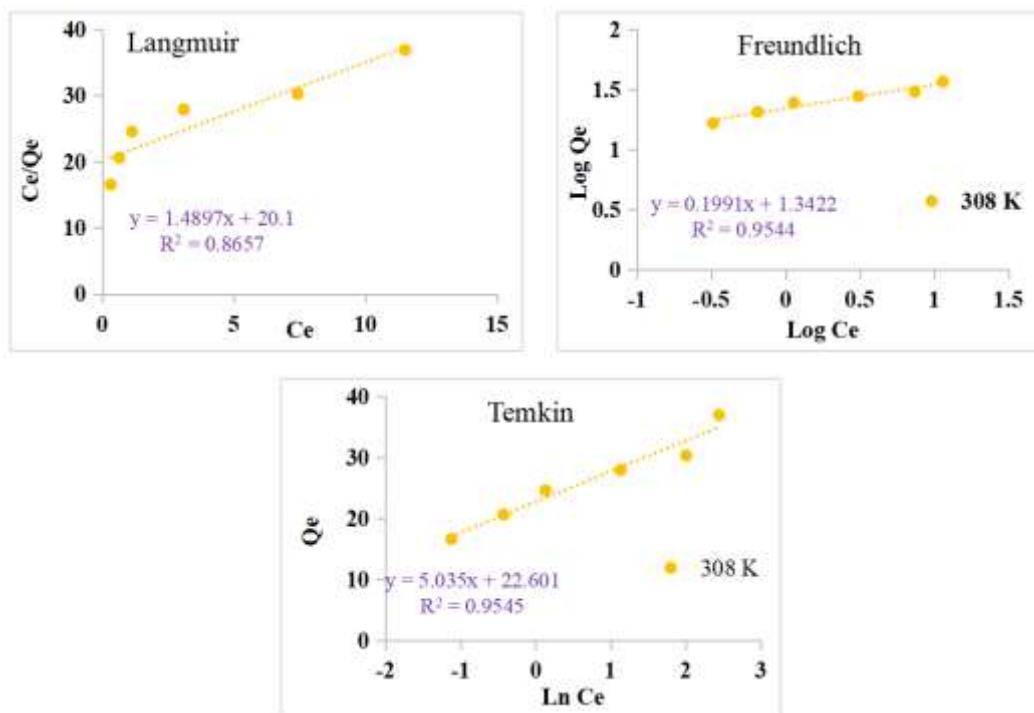 Langmuir
Ce/Qe
40
30
20
10
0
y = 1.4897x + 20.1
R² = 0.8657
0 5 10 15
Ce
Freundlich
Log Qe
2
1.5
1
0.5
0
y = 0.1991x + 1.3422
R² = 0.9544
308 K
-1 -0.5 0 0.5 1 1.5
Log Ce
Temkin
Qe
40
30
20
10
0
y = 5.035x + 22.601
R² = 0.9545
308 K
-2 -1 0 1 2 3
Ln Ce